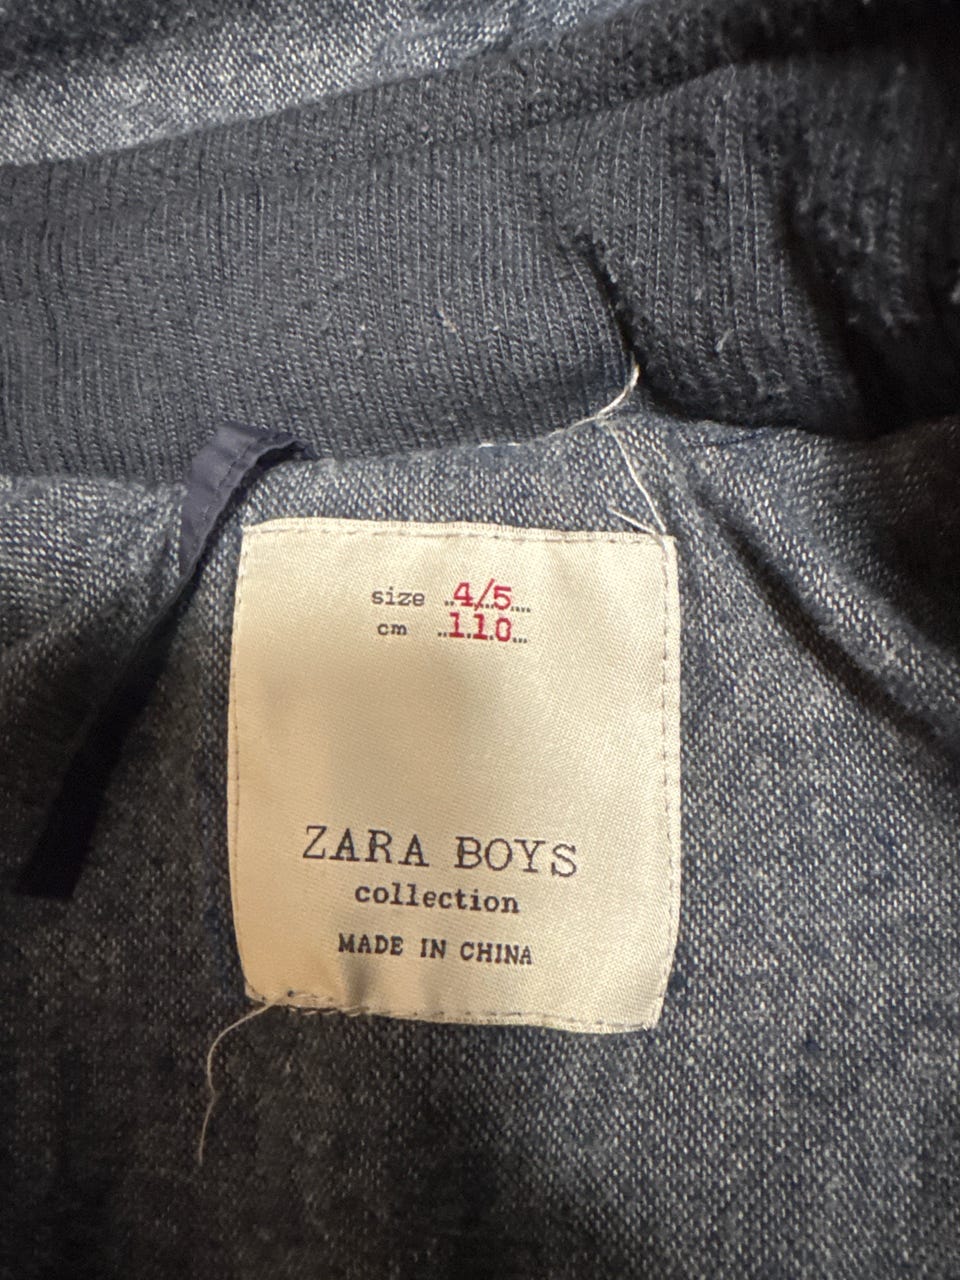 size 4/5
cm 110
ZARA BOYS
collection
MADE IN CHINA